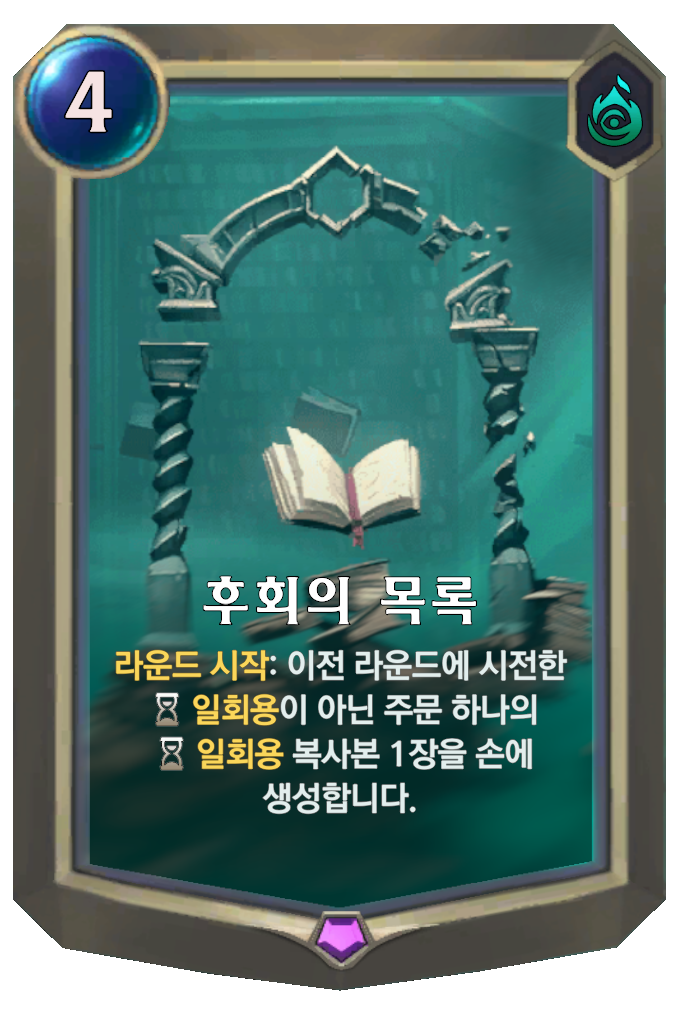 4
후회의 목록
라운드 시작: 이전 라운드에 시전한
일회용이 아닌 주문 하나의
일회용 복사본 1장을 손에
생성합니다.